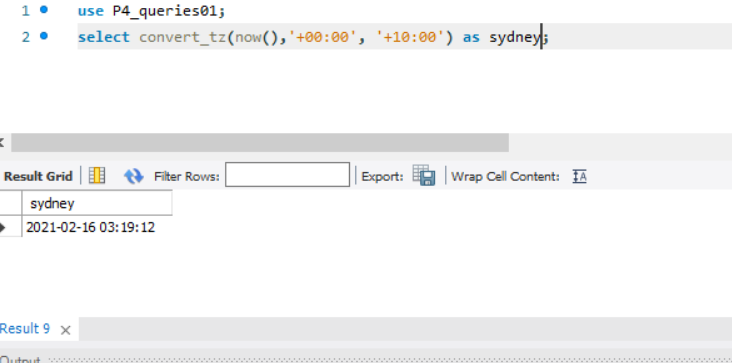 1 use P4_queries01;
2 select convert_tz(now(),'+00:00', '+10:00') as sydney;
Result Grid Filter Rows: Export: Wrap Cell Content: IA
sydney
2021-02-16 03:19:12
Result 9 ×
Output